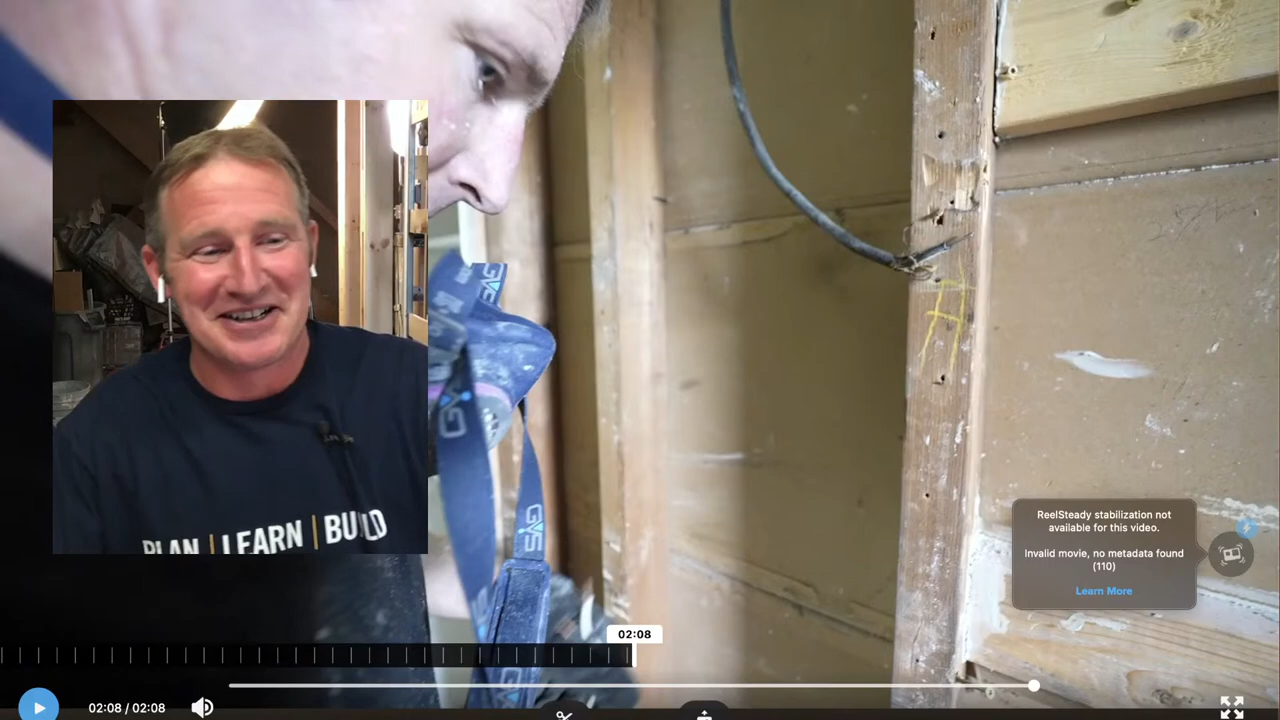 PLAN | LEARN | BUILD
GVS
GVS
GVS
ReelSteady stabilization not
available for this video.
Invalid movie, no metadata found
(110)
Learn More
02:08
02:08 / 02:08